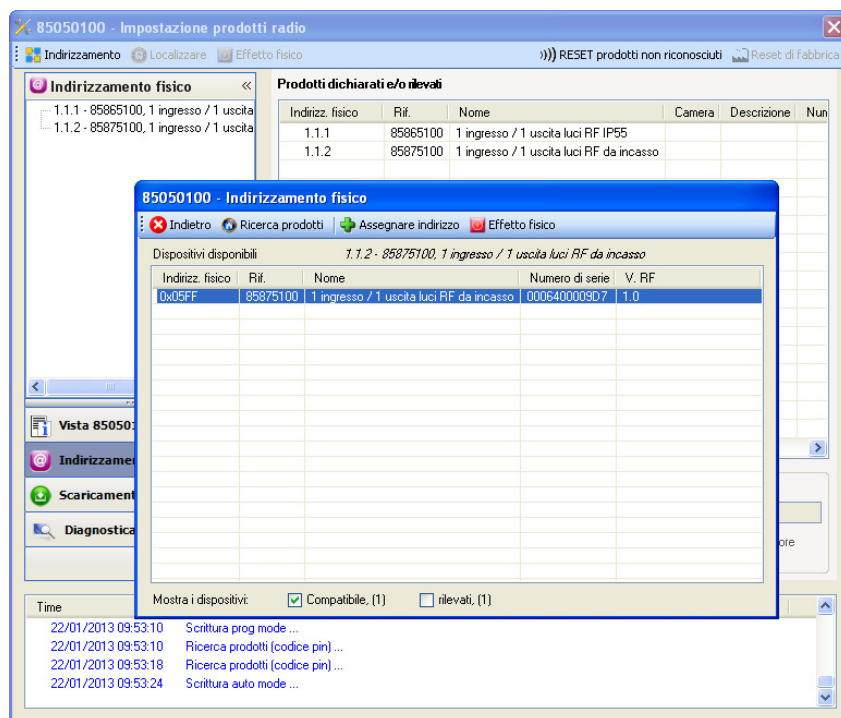 85050100 - Impostazione prodotti radio
Indirizzamento Localizzare Effetto fisico ))) RESET prodotti non riconosciuti Reset di fabbrica
Indirizzamento fisico «
1.1.1 - 85865100, 1 ingresso / 1 uscita
1.1.2 - 85875100, 1 ingresso / 1 uscita
Prodotti dichiarati e/o rilevati
Indirizz. fisico Rif. Nome Camera Descrizione Nun
1.1.1 85865100 1 ingresso / 1 uscita luci RF IP55
1.1.2 85875100 1 ingresso / 1 uscita luci RF da incasso
85050100 - Indirizzamento fisico
Indietro Ricerca prodotti Assegnare indirizzo Effetto fisico
Dispositivi disponibili 1.1.2 - 85875100, 1 ingresso / 1 uscita luci RF da incasso
Indirizz. fisico Rif. Nome Numero di serie V. RF
0x05FF 85875100 1 ingresso / 1 uscita luci RF da incasso 0006400009D7 1.0
Mostra i dispositivi: Compatibile, (1) rilevati, (1)
Vista 85050
Indirizzame
Scaricament
Diagnostica
ore
Time
22/01/2013 09:53:10 Scrittura prog mode ...
22/01/2013 09:53:10 Ricerca prodotti (codice pin) ...
22/01/2013 09:53:18 Ricerca prodotti (codice pin) ...
22/01/2013 09:53:24 Scrittura auto mode ...